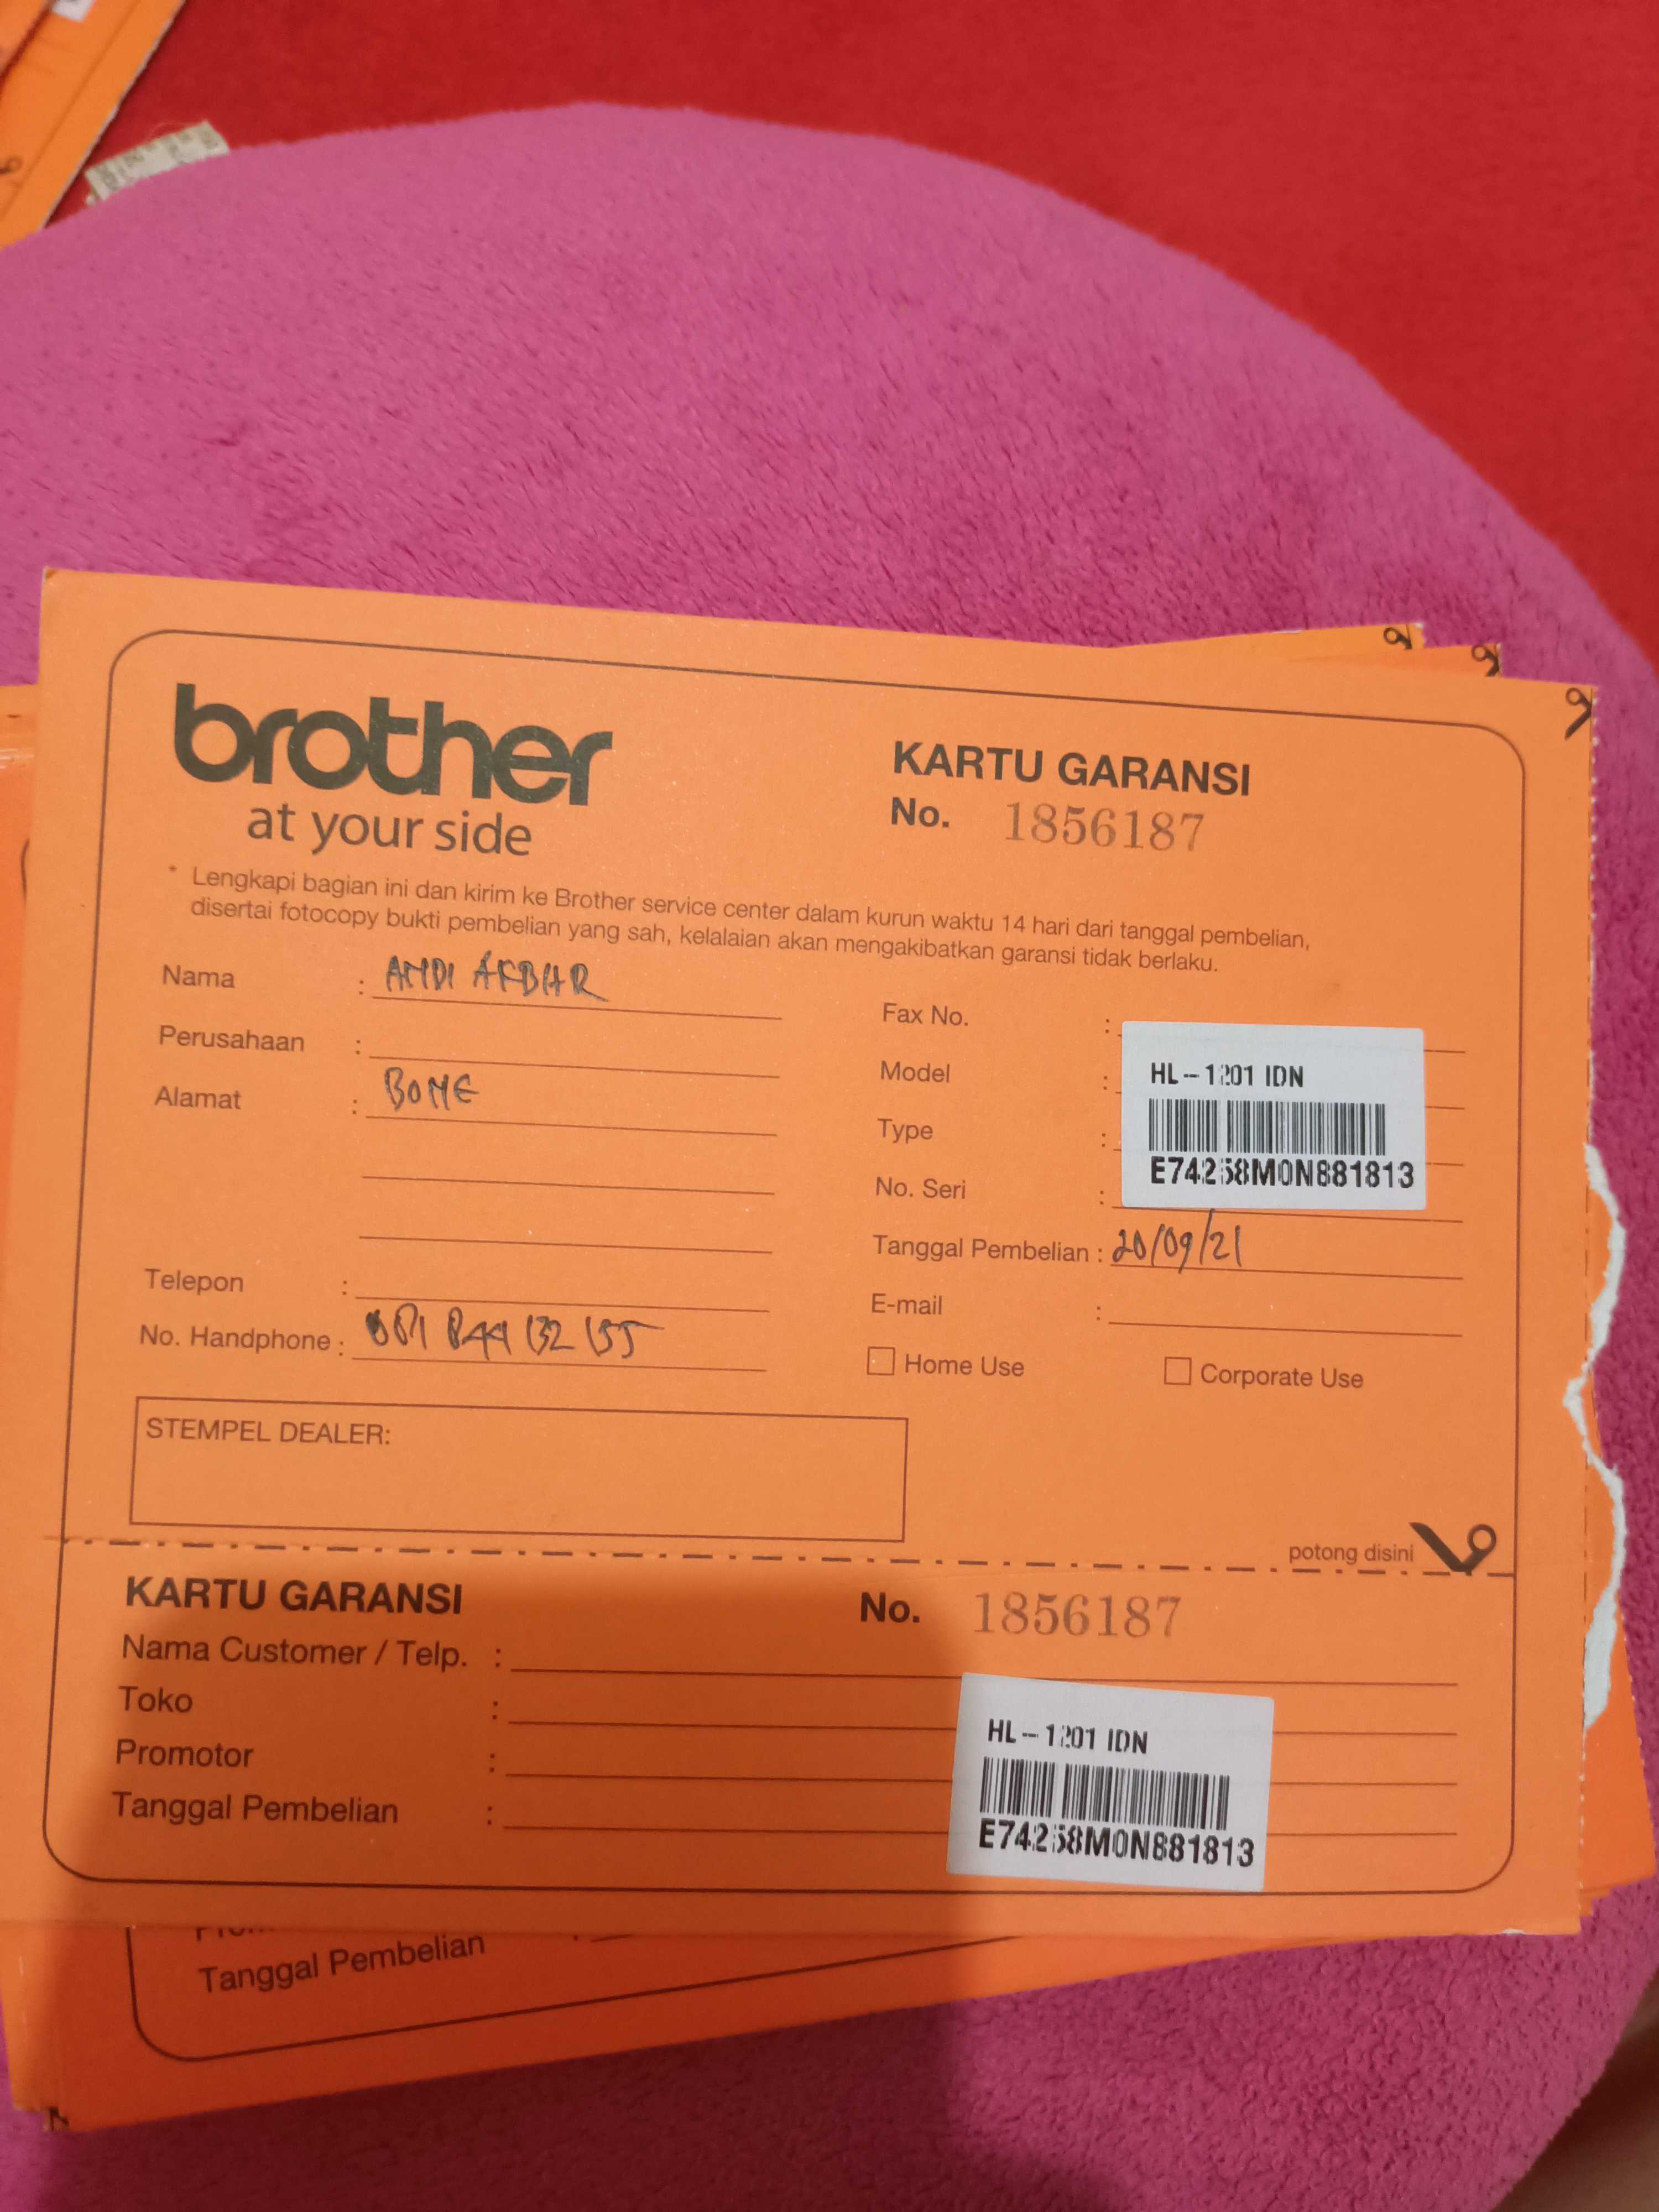 brother
at your side
KARTU GARANSI
No. 1856187
* Lengkapi bagian ini dan kirim ke Brother service center dalam kurun waktu 14 hari dari tanggal pembelian,
disertai fotocopy bukti pembelian yang sah, kelalaian akan mengakibatkan garansi tidak berlaku.
Nama : ANDI AKBAR
Perusahaan :
Alamat : BONE
Telepon :
No. Handphone :
Fax No. :
Model : HL-1201 IDN
Type :
E74258M0N881813
No. Seri :
Tanggal Pembelian : 20/09/21
E-mail :
Home Use
Corporate Use
STEMPEL DEALER:
potong disini
KARTU GARANSI
No. 1856187
Nama Customer / Telp. :
Toko :
Promotor :
Tanggal Pembelian :
HL-1201 IDN
E74258M0N881813
Tanggal Pembelian